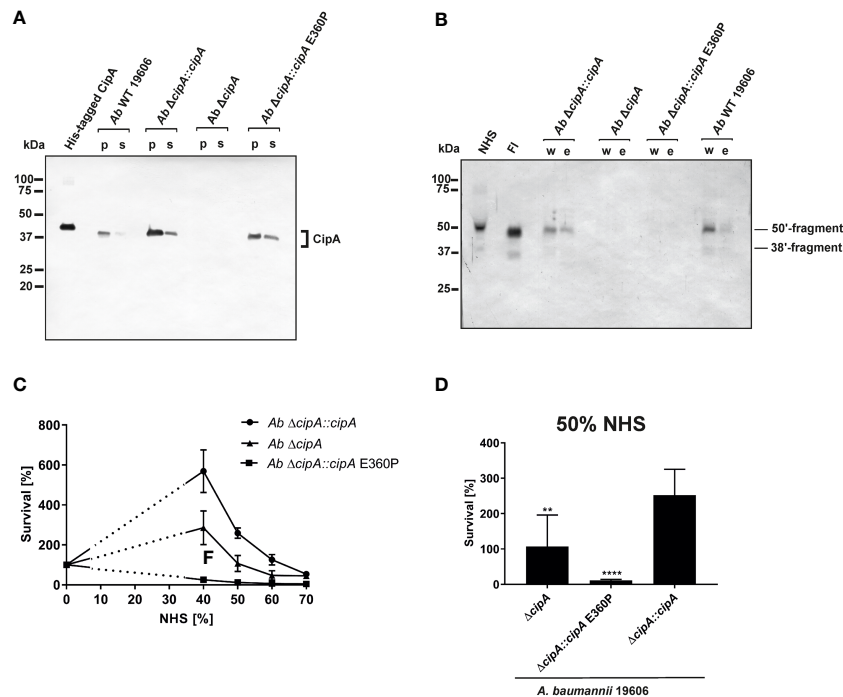 A
His-tagged CipA
Ab WT 19606
Ab ΔcipA::cipA
Ab ΔcipA
Ab ΔcipA::cipA E360P
kDa
p s p s p s p s
100
75
50
37
25
20
CipA
B
NHS
FI
Ab ΔcipA::cipA
Ab ΔcipA
Ab ΔcipA::cipA E360P
Ab WT 19606
kDa
w e w e w e w e
100
75
50
37
25
50'-fragment
38'-fragment
C
Ab ΔcipA::cipA
Ab ΔcipA
Ab ΔcipA::cipA E360P
Survival [%]
800
600
400
200
0
F
0 10 20 30 40 50 60 70
NHS [%]
D
50% NHS
Survival [%]
400
300
200
100
0
**
****
ΔcipA
ΔcipA::cipA E360P
ΔcipA::cipA
A. baumannii 19606